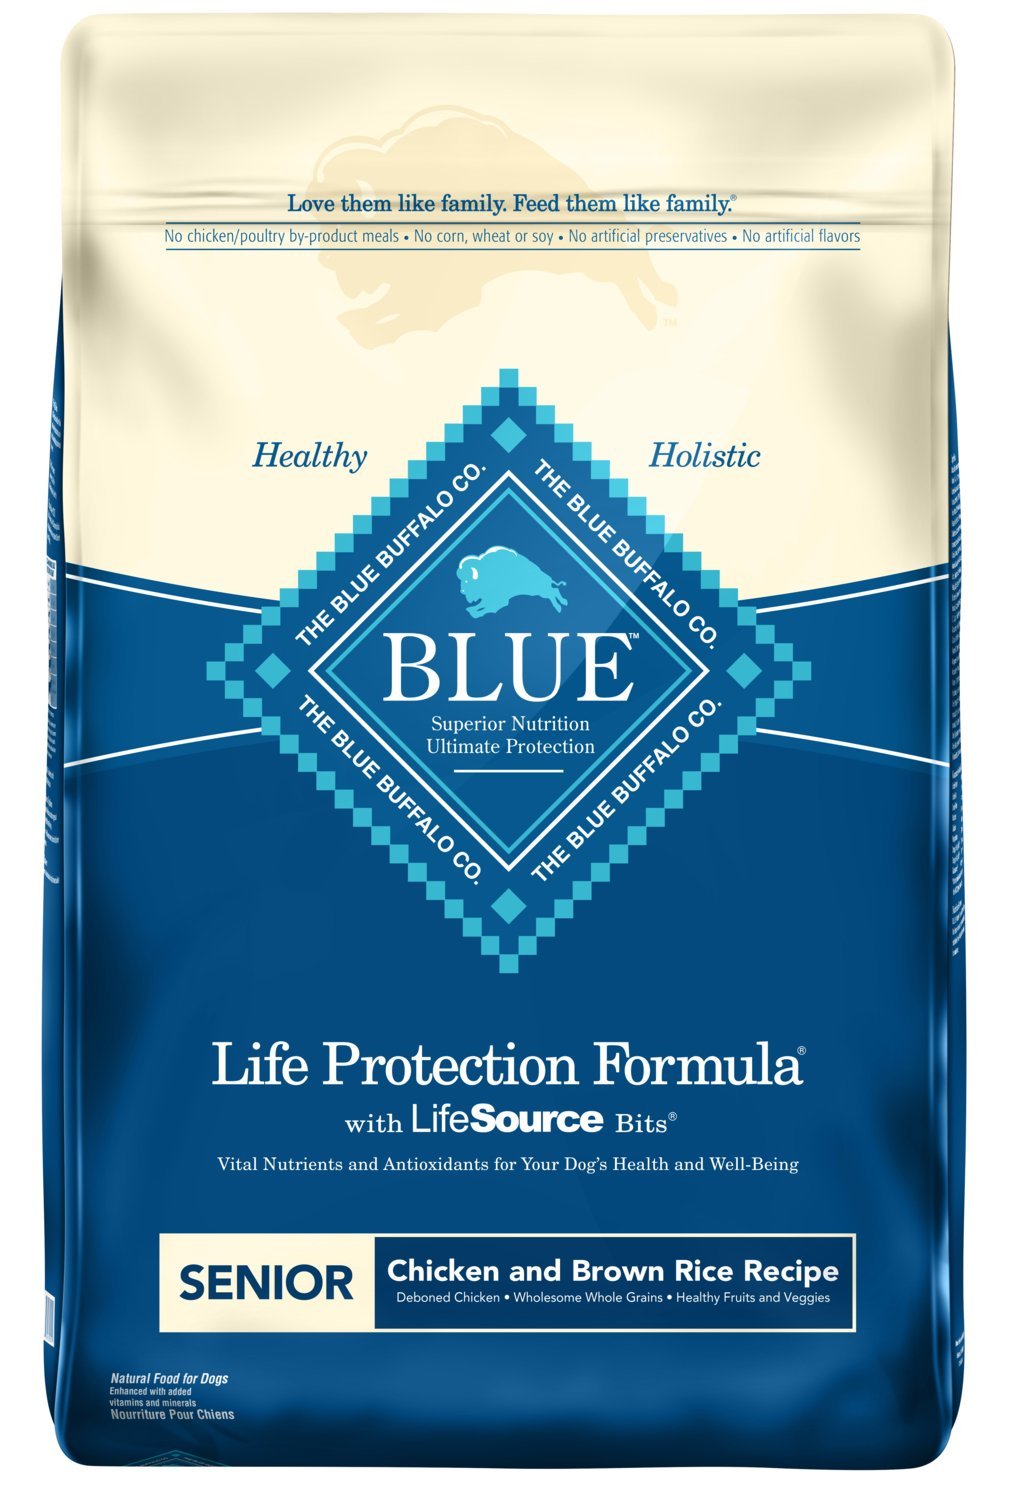 Love them like family. Feed them like family.®
No chicken/poultry by-product meals • No corn, wheat or soy • No artificial preservatives • No artificial flavors
TM
Healthy
Holistic
THE BLUE BUFFALO CO.
THE BLUE BUFFALO CO.
BLUE™
Superior Nutrition
Ultimate Protection
THE BLUE BUFFALO CO.
THE BLUE BUFFALO CO.
Life Protection Formula®
with LifeSource Bits®
Vital Nutrients and Antioxidants for Your Dog's Health and Well-Being
SENIOR
Chicken and Brown Rice Recipe
Deboned Chicken • Wholesome Whole Grains • Healthy Fruits and Veggies
Natural Food for Dogs
Enhanced with added
vitamins and minerals
Nourriture Pour Chiens